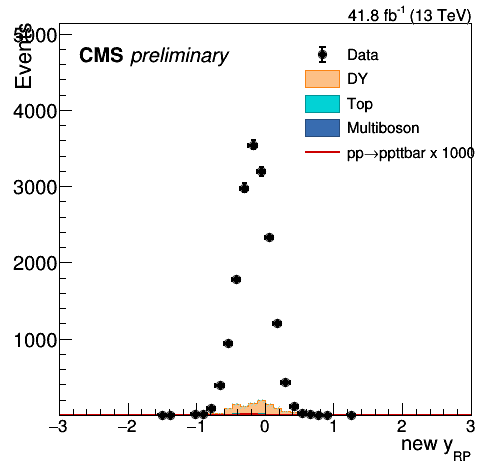 41.8 fb⁻¹ (13 TeV)
Events
CMS preliminary
Data
DY
Top
Multiboson
pp→ppttbar x 1000
5000
4000
3000
2000
1000
−3 −2 −1 0 1 2 3
new y_RP